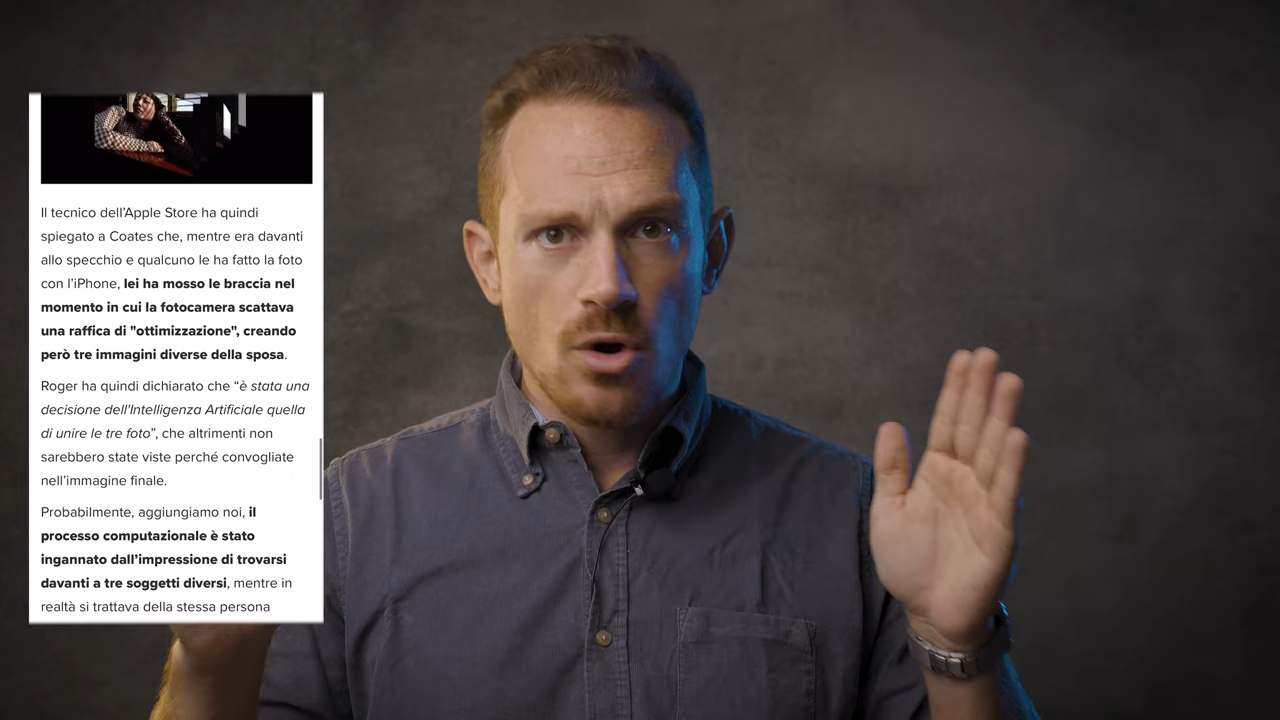 Il tecnico dell'Apple Store ha quindi
spiegato a Coates che, mentre era davanti
allo specchio e qualcuno le ha fatto la foto
con l'iPhone, lei ha mosso le braccia nel
momento in cui la fotocamera scattava
una raffica di "ottimizzazione", creando
però tre immagini diverse della sposa.
Roger ha quindi dichiarato che “è stata una
decisione dell'Intelligenza Artificiale quella
di unire le tre foto”, che altrimenti non
sarebbero state viste perché convogliate
nell'immagine finale.
Probabilmente, aggiungiamo noi, il
processo computazionale è stato
ingannato dall'impressione di trovarsi
davanti a tre soggetti diversi, mentre in
realtà si trattava della stessa persona